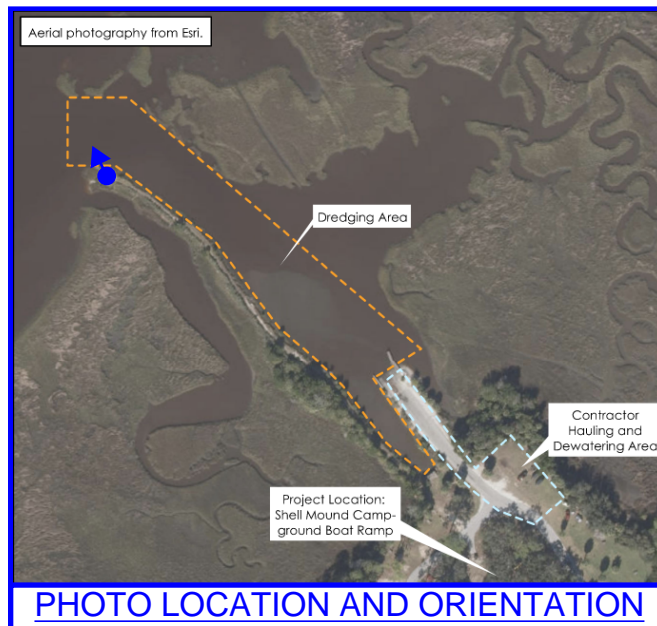 Aerial photography from Esri.
Dredging Area
Contractor
Hauling and
Dewatering Area
Project Location:
Shell Mound Camp-
ground Boat Ramp
PHOTO LOCATION AND ORIENTATION